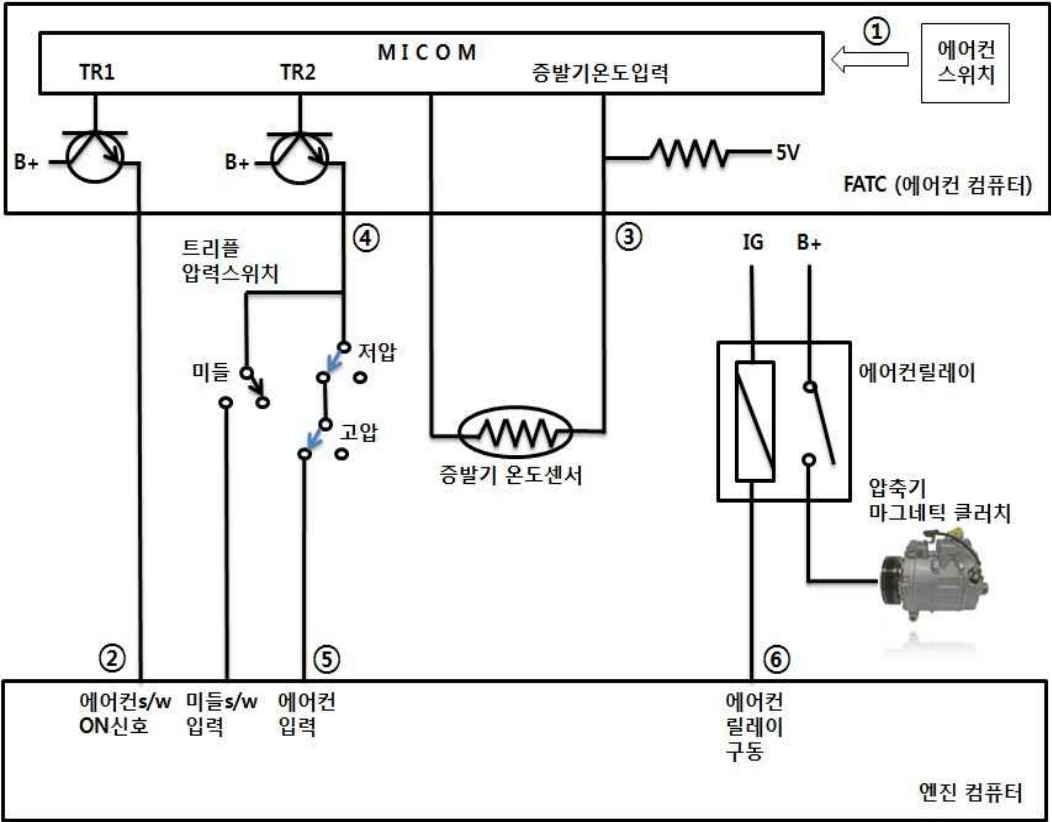 MICOM
①
에어컨
스위치
TR1
TR2
증발기온도입력
B+
B+
5V
FATC (에어컨 컴퓨터)
④
③
트리플
압력스위치
IG
B+
저압
미들
에어컨릴레이
고압
증발기 온도센서
압축기
마그네틱 클러치
②
⑤
⑥
에어컨s/w
ON신호
미들s/w
입력
에어컨
입력
에어컨
릴레이
구동
엔진 컴퓨터